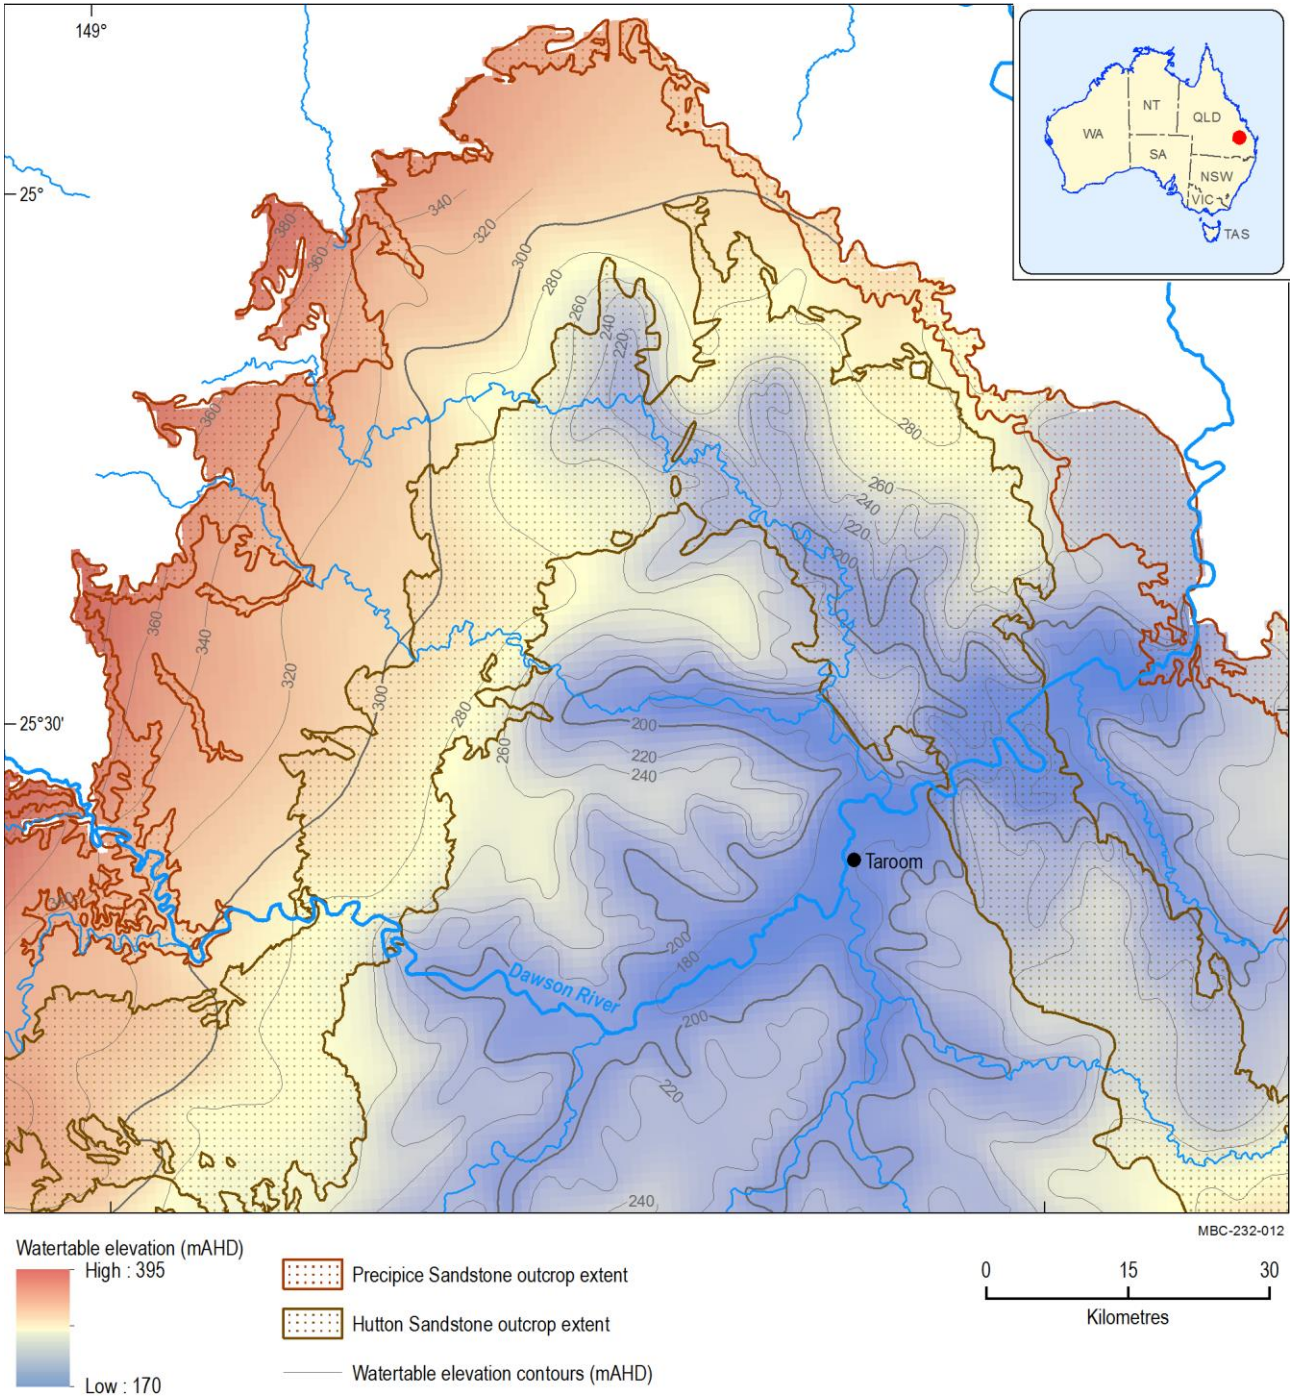 149°
25°
25°30'
NT
QLD
WA
SA
NSW
VIC
TAS
380
360
340
320
300
280
260
240
220
360
280
260
240
220
200
360
340
320
300
280
260
200
220
240
Taroom
200
180
Dawson River
200
220
240
MBC-232-012
Watertable elevation (mAHD)
High : 395
Low : 170
Precipice Sandstone outcrop extent
Hutton Sandstone outcrop extent
Watertable elevation contours (mAHD)
0 15 30
Kilometres